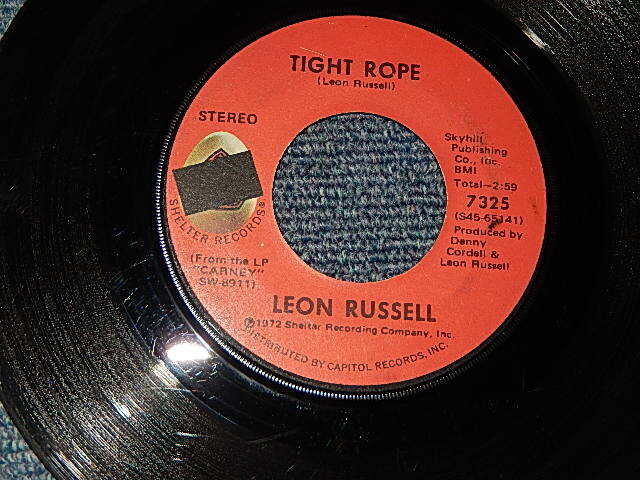 TIGHT ROPE
(Leon Russell)
STEREO
SHELTER RECORDS®
(From the LP
"CARNEY"
SW-8911)
Skyhill
Publishing
Co., Inc.
BMI
Total—2:59
7325
(S45-65141)
Produced by
Denny
Cordell &
Leon Russell
LEON RUSSELL
℗1972 Shelter Recording Company, Inc.
DISTRIBUTED BY CAPITOL RECORDS, INC.